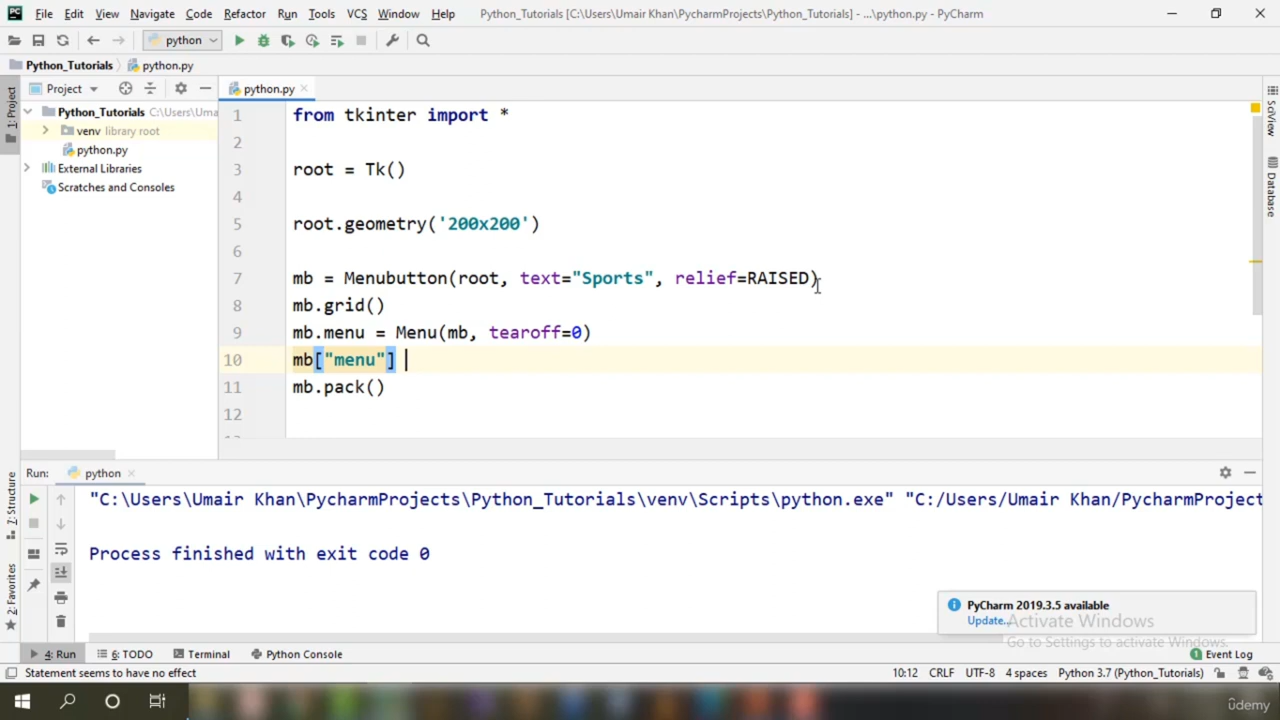 File Edit View Navigate Code Refactor Run Tools VCS Window Help Python_Tutorials [C:\Users\Umair Khan\PycharmProjects\Python_Tutorials] - ...\python.py - PyCharm
python
Python_Tutorials python.py
Project python.py
1: Project
Python_Tutorials C:\Users\Uma
venv library root
python.py
External Libraries
Scratches and Consoles
1 from tkinter import *
2
3 root = Tk()
4
5 root.geometry('200x200')
6
7 mb = Menubutton(root, text="Sports", relief=RAISED)
8 mb.grid()
9 mb.menu = Menu(mb, tearoff=0)
10 mb["menu"]
11 mb.pack()
12
SciView
Database
Run: python
"C:\Users\Umair Khan\PycharmProjects\Python_Tutorials\venv\Scripts\python.exe" "C:/Users/Umair Khan/PycharmProject
Process finished with exit code 0
7: Structure
2: Favorites
PyCharm 2019.3.5 available
Update...
Activate Windows
Go to Settings to activate Windows.
4: Run 6: TODO Terminal Python Console 1 Event Log
Statement seems to have no effect 10:12 CRLF UTF-8 4 spaces Python 3.7 (Python_Tutorials)
ûdemy